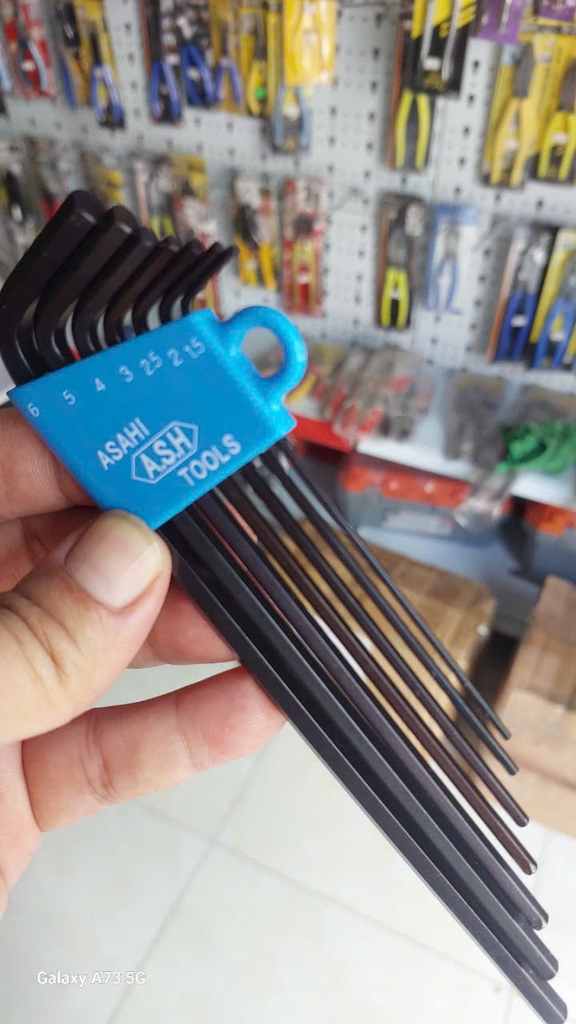 6 5 4 3 2.5 2 1.5
ASAHI
A.S.H
TOOLS
Galaxy A73 5G